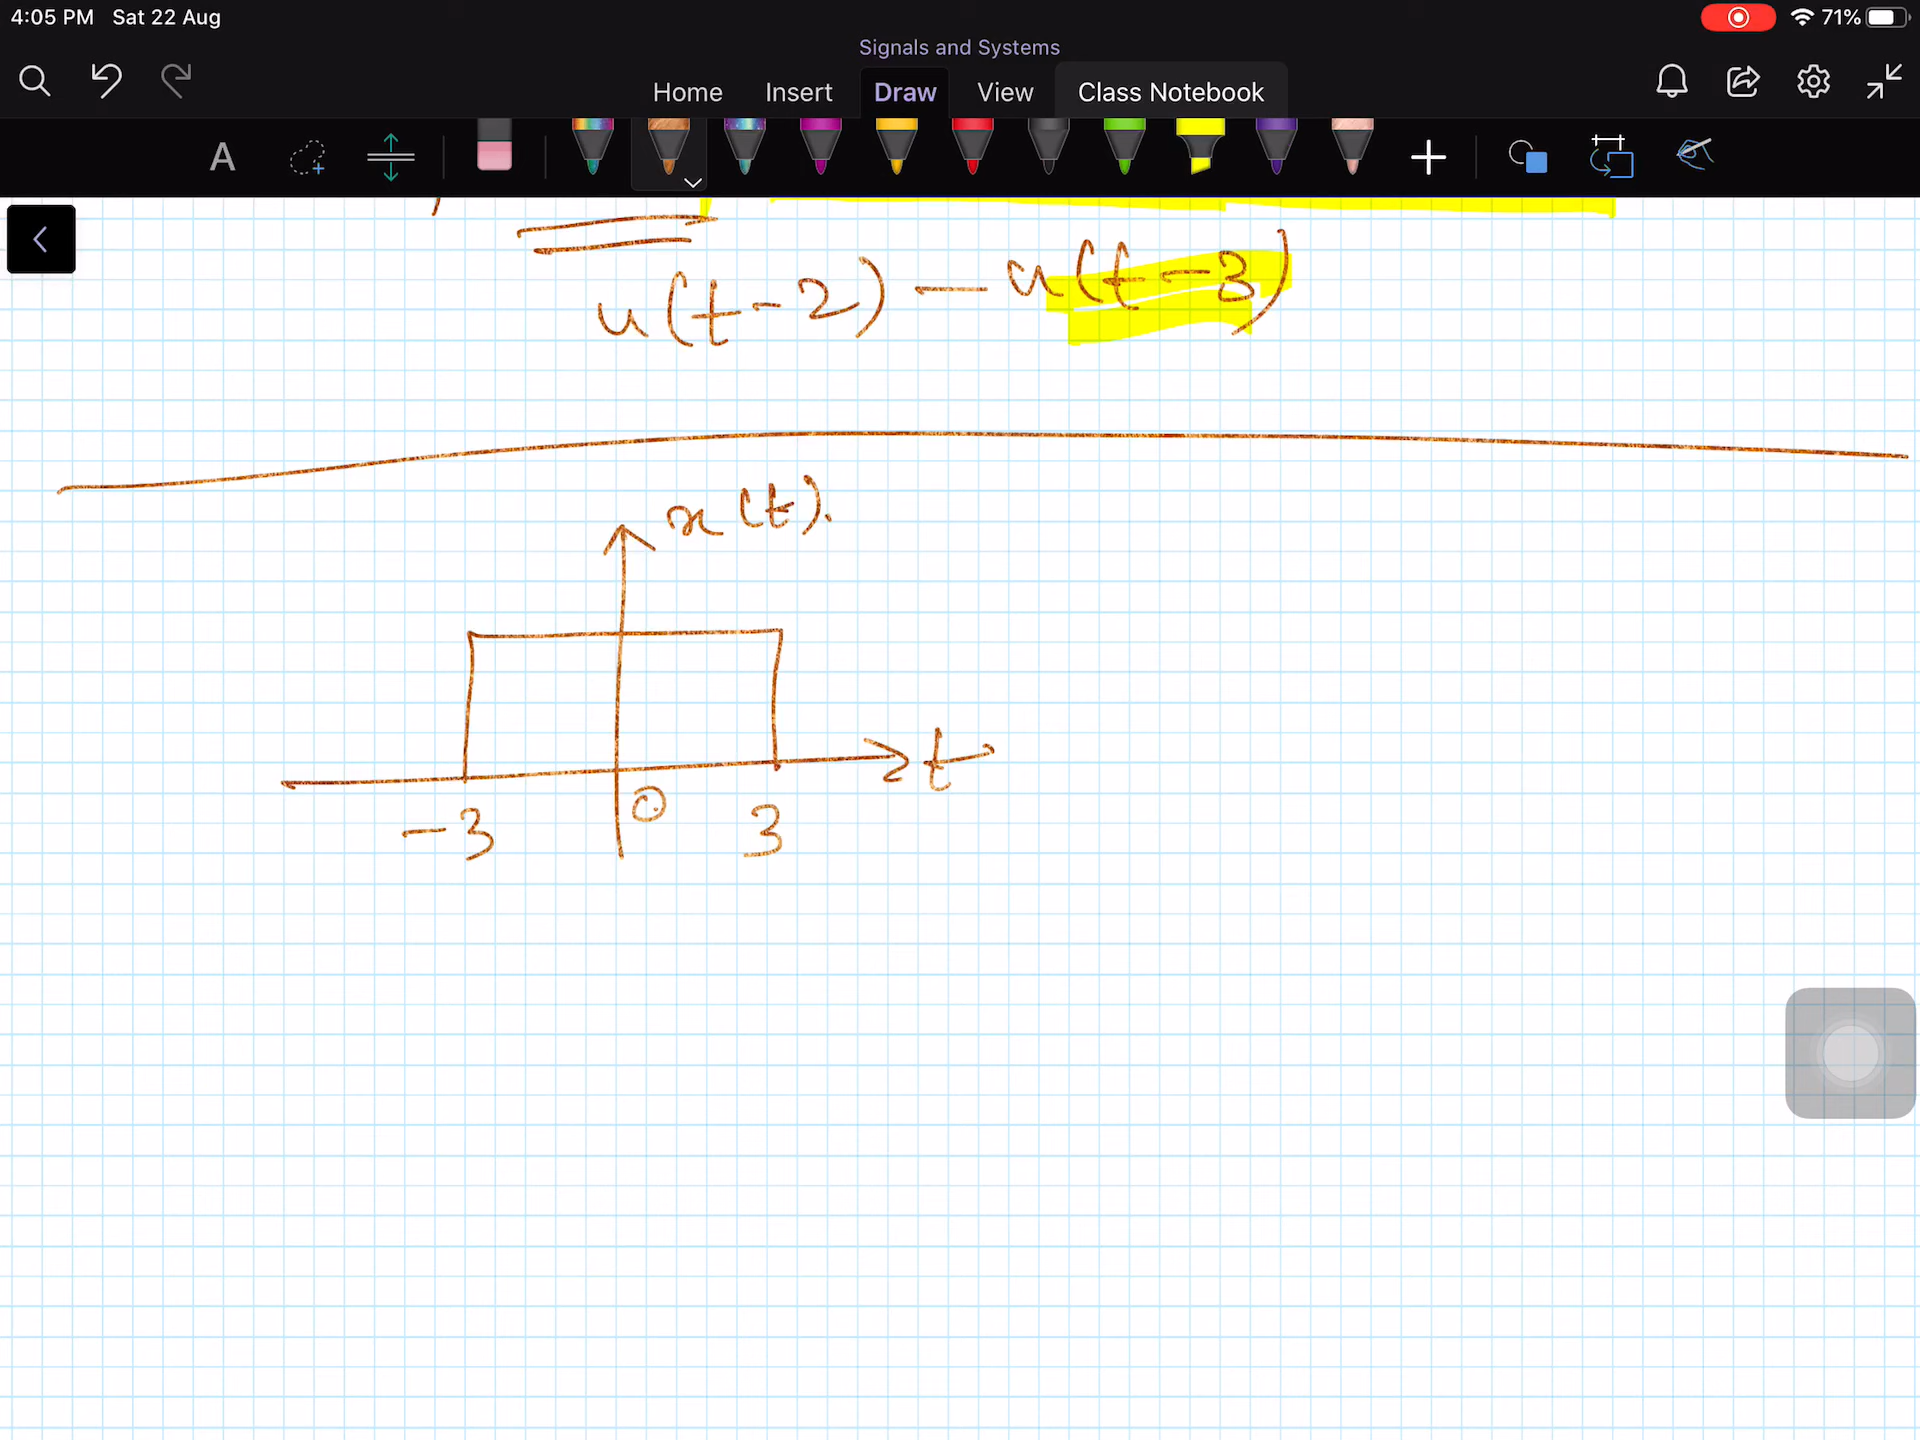 4:05 PM Sat 22 Aug 71%
Signals and Systems
Home Insert Draw View Class Notebook
A
u(t-2) - u(t-3)
x(t).
t
-3 0 3